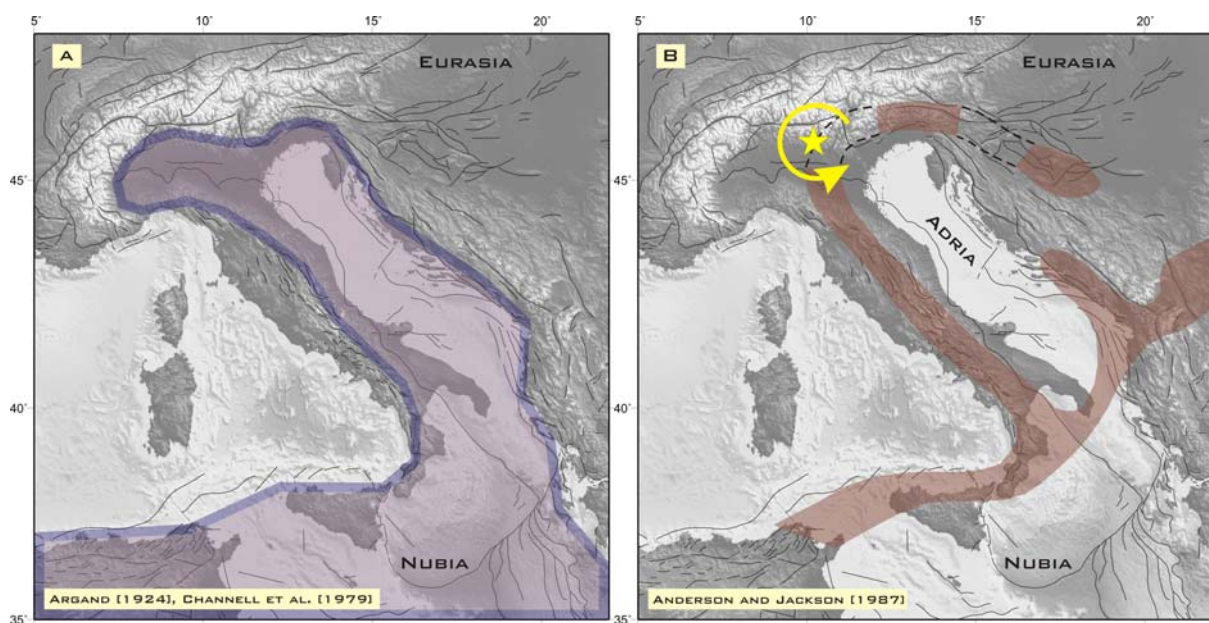 5˚ 10˚ 15˚ 20˚ 5˚ 10˚ 15˚ 20˚
A
EURASIA
B
EURASIA
45˚
45˚
ADRIA
40˚
40˚
NUBIA
NUBIA
ARGAND [1924], CHANNELL ET AL. [1979]
ANDERSON AND JACKSON [1987]
35˚
35˚